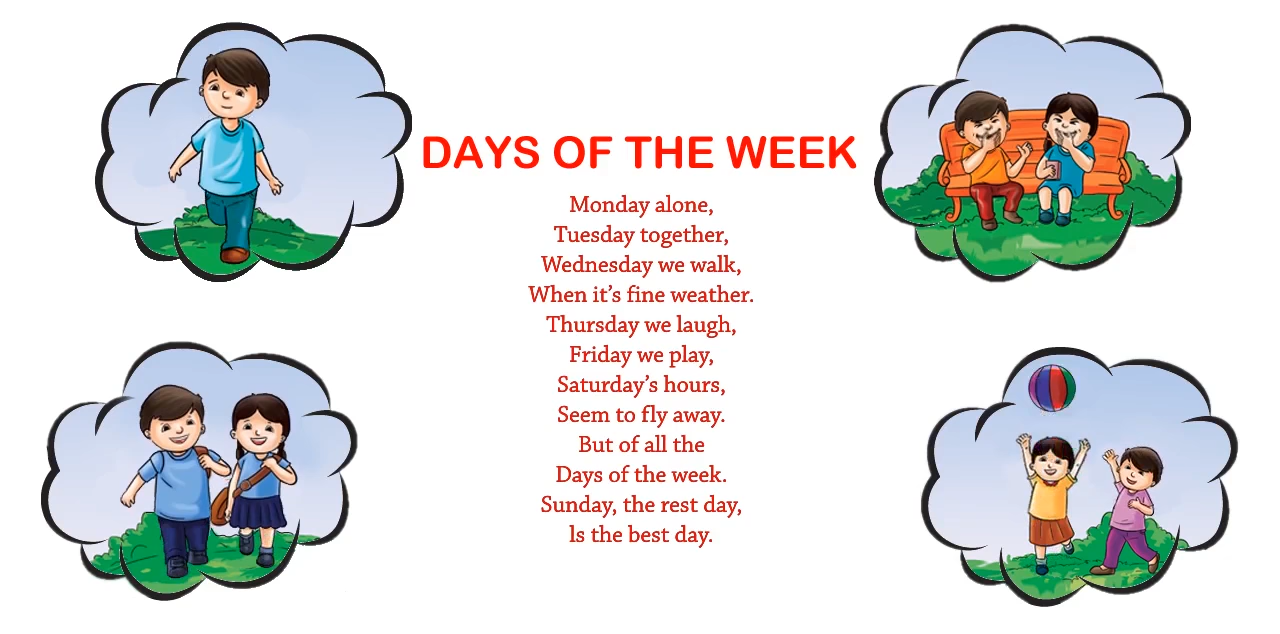 DAYS OF THE WEEK
Monday alone,
Tuesday together,
Wednesday we walk,
When it’s fine weather.
Thursday we laugh,
Friday we play,
Saturday’s hours,
Seem to fly away.
But of all the
Days of the week.
Sunday, the rest day,
Is the best day.